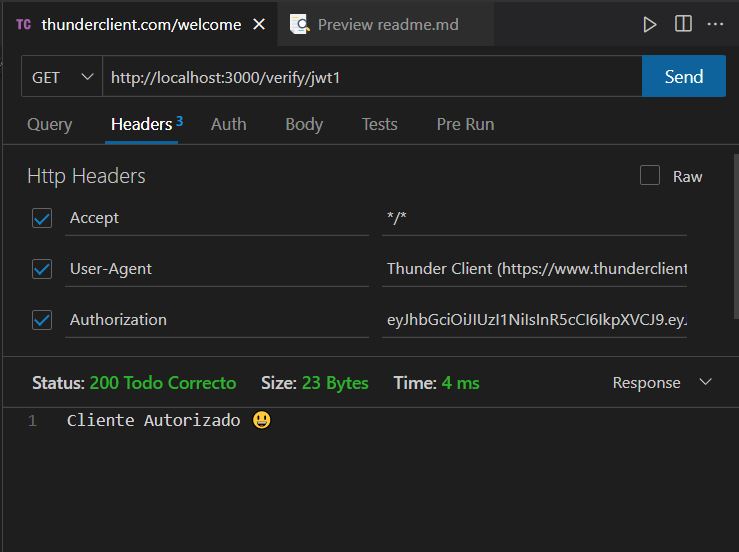 TC thunderclient.com/welcome × Preview readme.md ...
GET http://localhost:3000/verify/jwt1 Send
Query Headers 3 Auth Body Tests Pre Run
Http Headers Raw
Accept */*
User-Agent Thunder Client (https://www.thunderclient
Authorization eyJhbGciOiJIUzI1NiIsInR5cCI6IkpXVCJ9.eyJ
Status: 200 Todo Correcto Size: 23 Bytes Time: 4 ms Response
1 Cliente Autorizado 😃